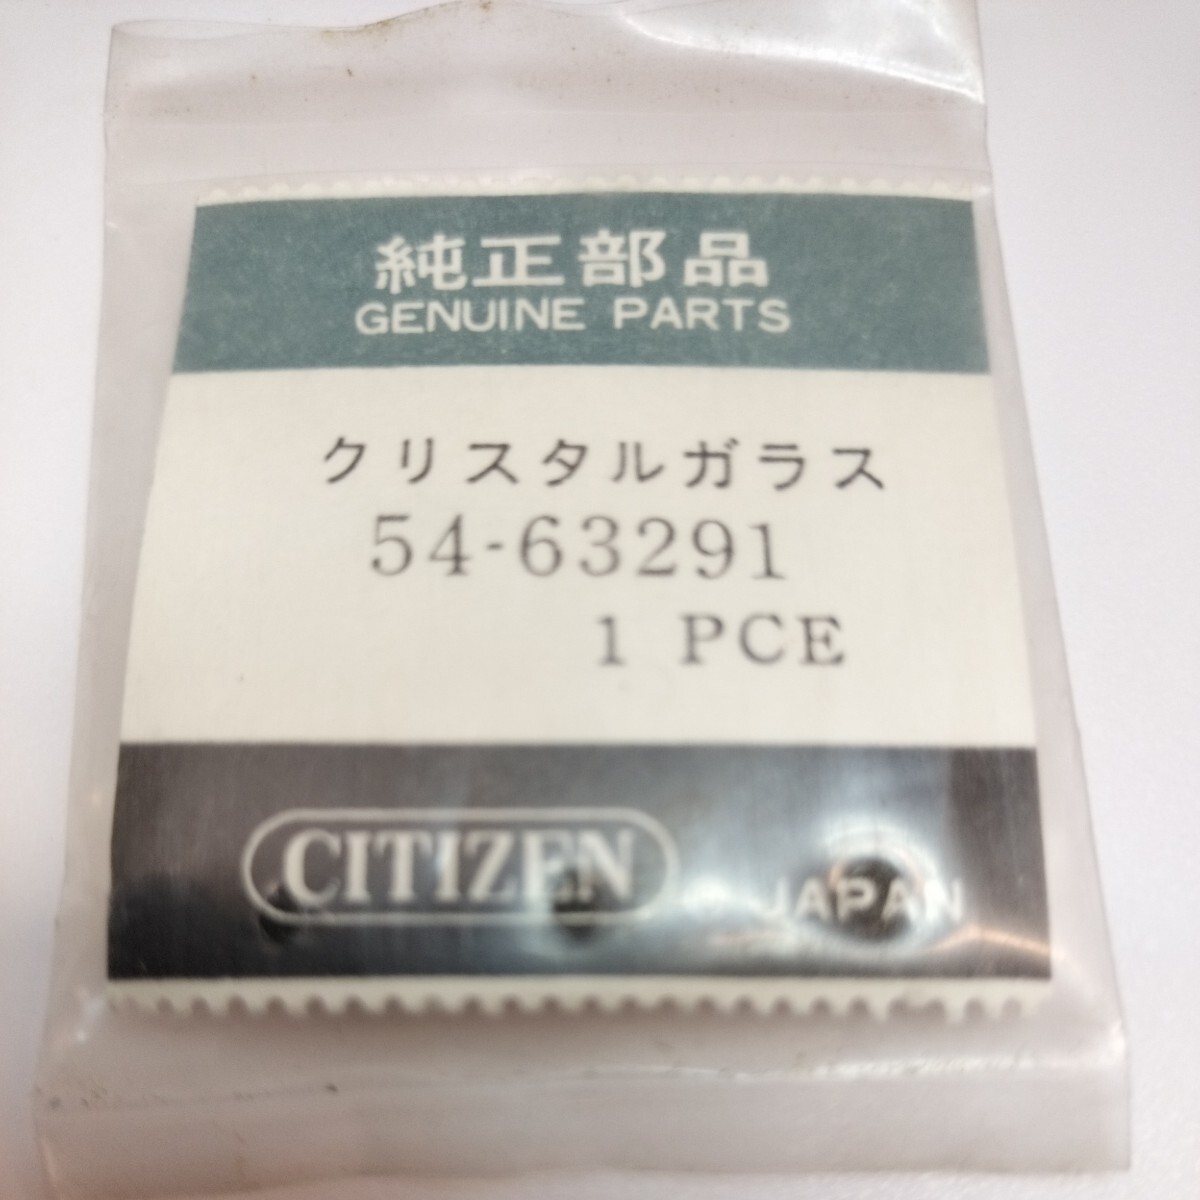 純正部品
GENUINE PARTS
クリスタルガラス
54-63291
1 PCE
CITIZEN
JAPAN